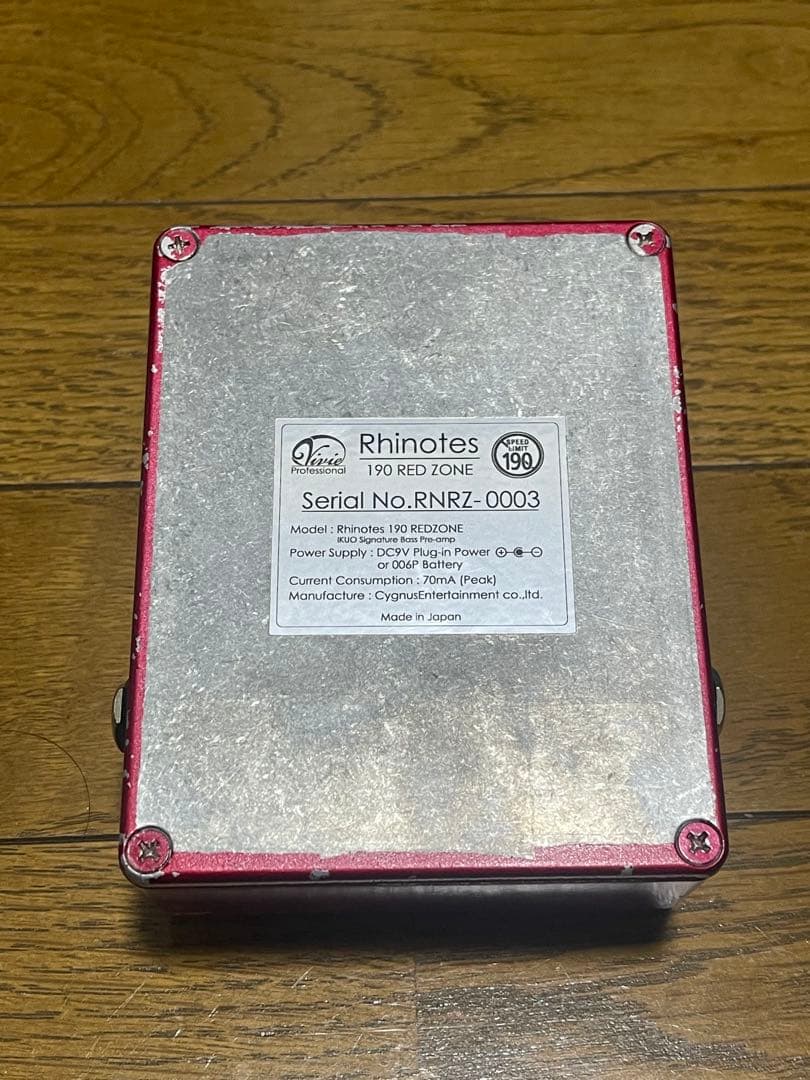 Vivie
Professional
Rhinotes
190 RED ZONE
SPEED
LIMIT
190
Serial No.RNRZ-0003
Model : Rhinotes 190 REDZONE
IKUO Signature Bass Pre-amp
Power Supply : DC9V Plug-in Power
or 006P Battery
Current Consumption : 70mA (Peak)
Manufacture : CygnusEntertainment co.,ltd.
Made in Japan